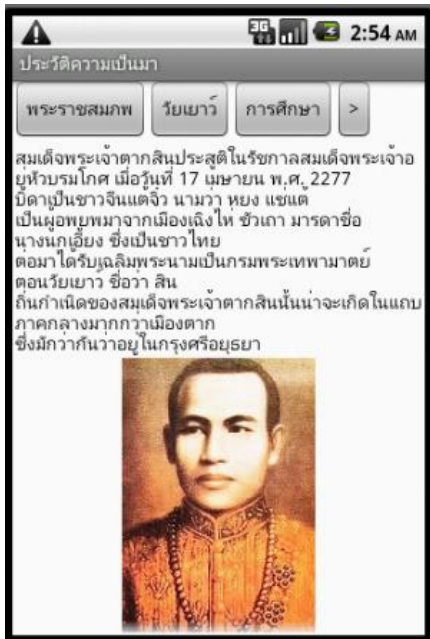 3G 2:54 AM
ประวัติความเป็นมา
พระราชสมภพ วัยเยาว์ การศึกษา >
สมเด็จพระเจ้าตากสินประสูติในรัชกาลสมเด็จพระเจ้าอ
ยู่หัวบรมโกศ เมื่อวันที่ 17 เมษายน พ.ศ. 2277
บิดาเป็นชาวจีนแต้จิ๋ว นามว่า หยง แซ่แต้
เป็นผู้อพยพมาจากเมืองเฉิงไห่ ซัวเถา มารดาชื่อ
นางนกเอี้ยง ซึ่งเป็นชาวไทย
ต่อมาได้รับเฉลิมพระนามเป็นกรมพระเทพามาตย์
ตอนวัยเยาว์ ชื่อว่า สิน
ถิ่นกำเนิดของสมเด็จพระเจ้าตากสินนั้นน่าจะเกิดในแถบ
ภาคกลางมากกว่าเมืองตาก
ซึ่งมักว่ากันว่าอยู่ในกรุงศรีอยุธยา